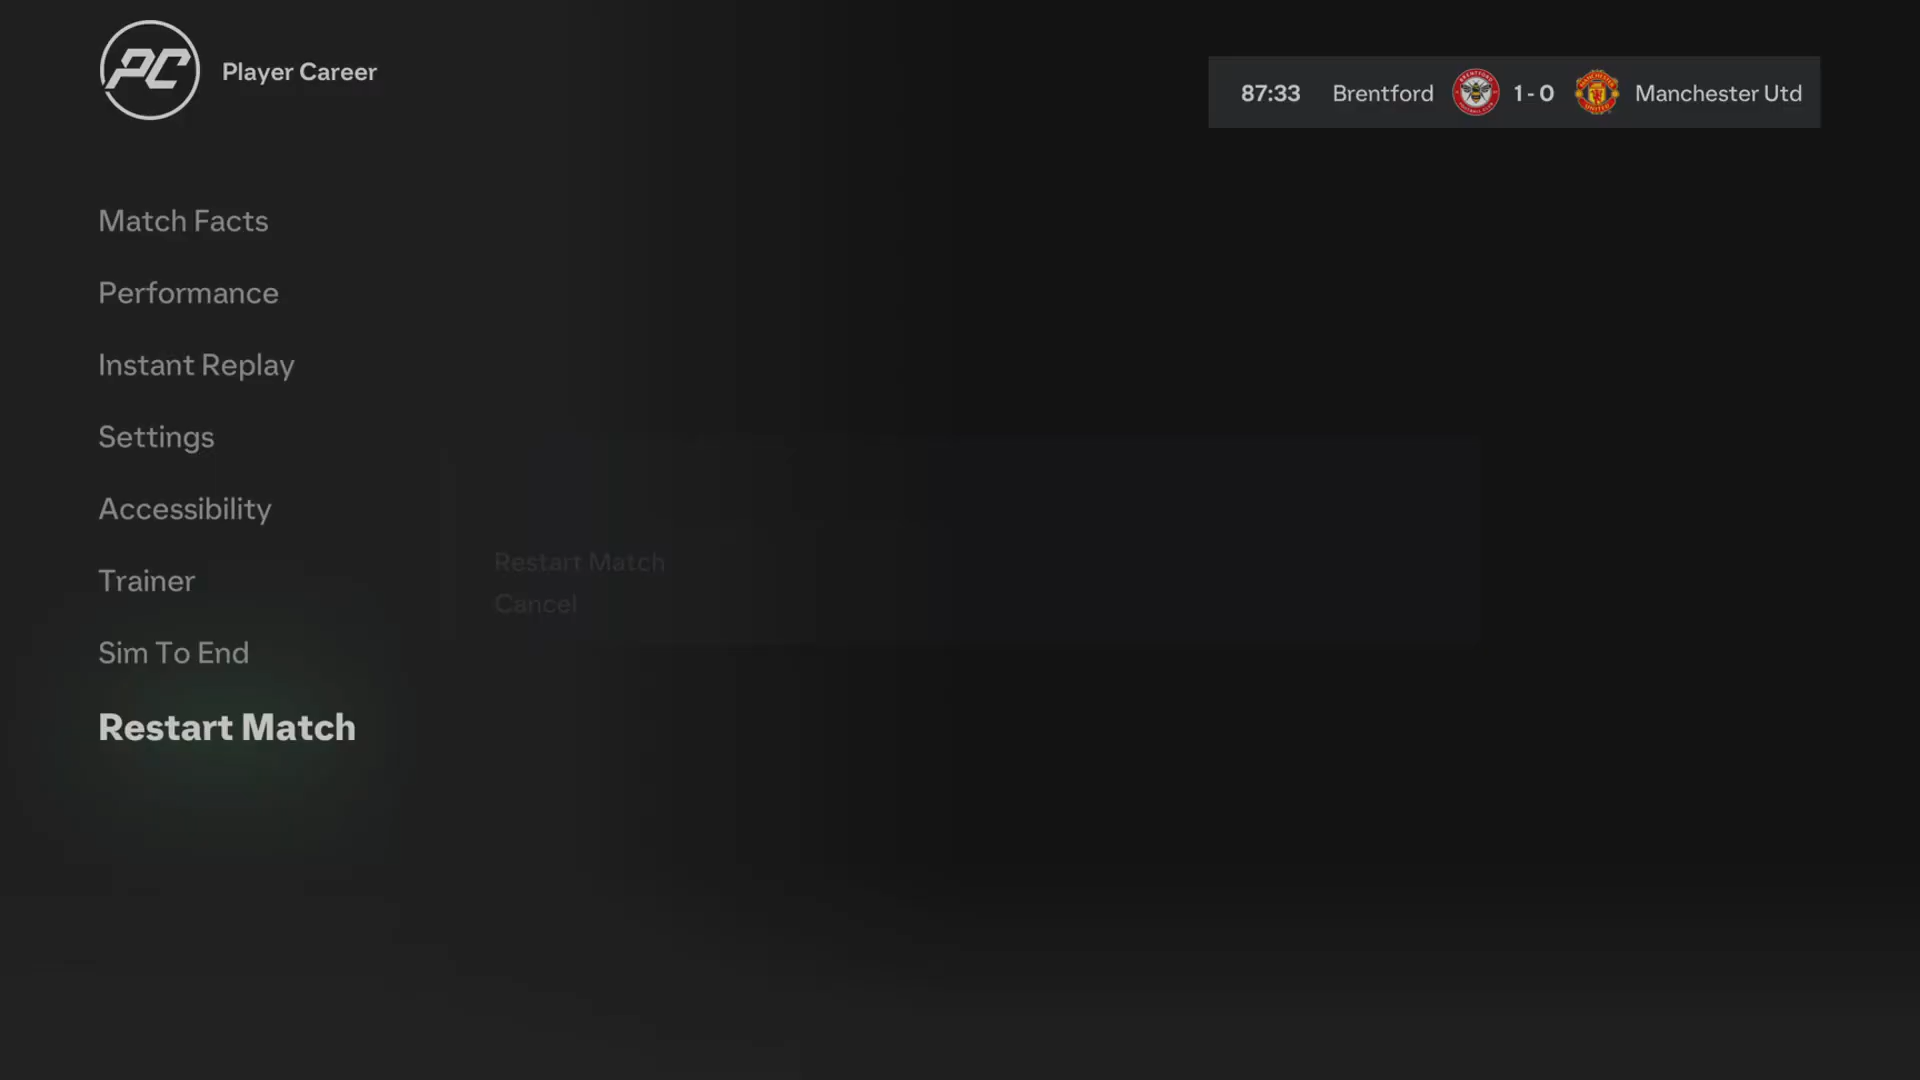 PC
Player Career
87:33 Brentford 1 - 0 Manchester Utd
Match Facts
Performance
Instant Replay
Settings
Accessibility
Restart Match
Trainer
Cancel
Sim To End
Restart Match